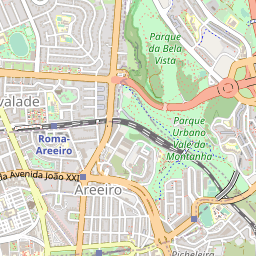 Parque
da Bela
Vista
valade
Parque
Urbano
Vale da
Montanha
Roma-
Areeiro
da Avenida João XXI
Areeiro
Picheleira